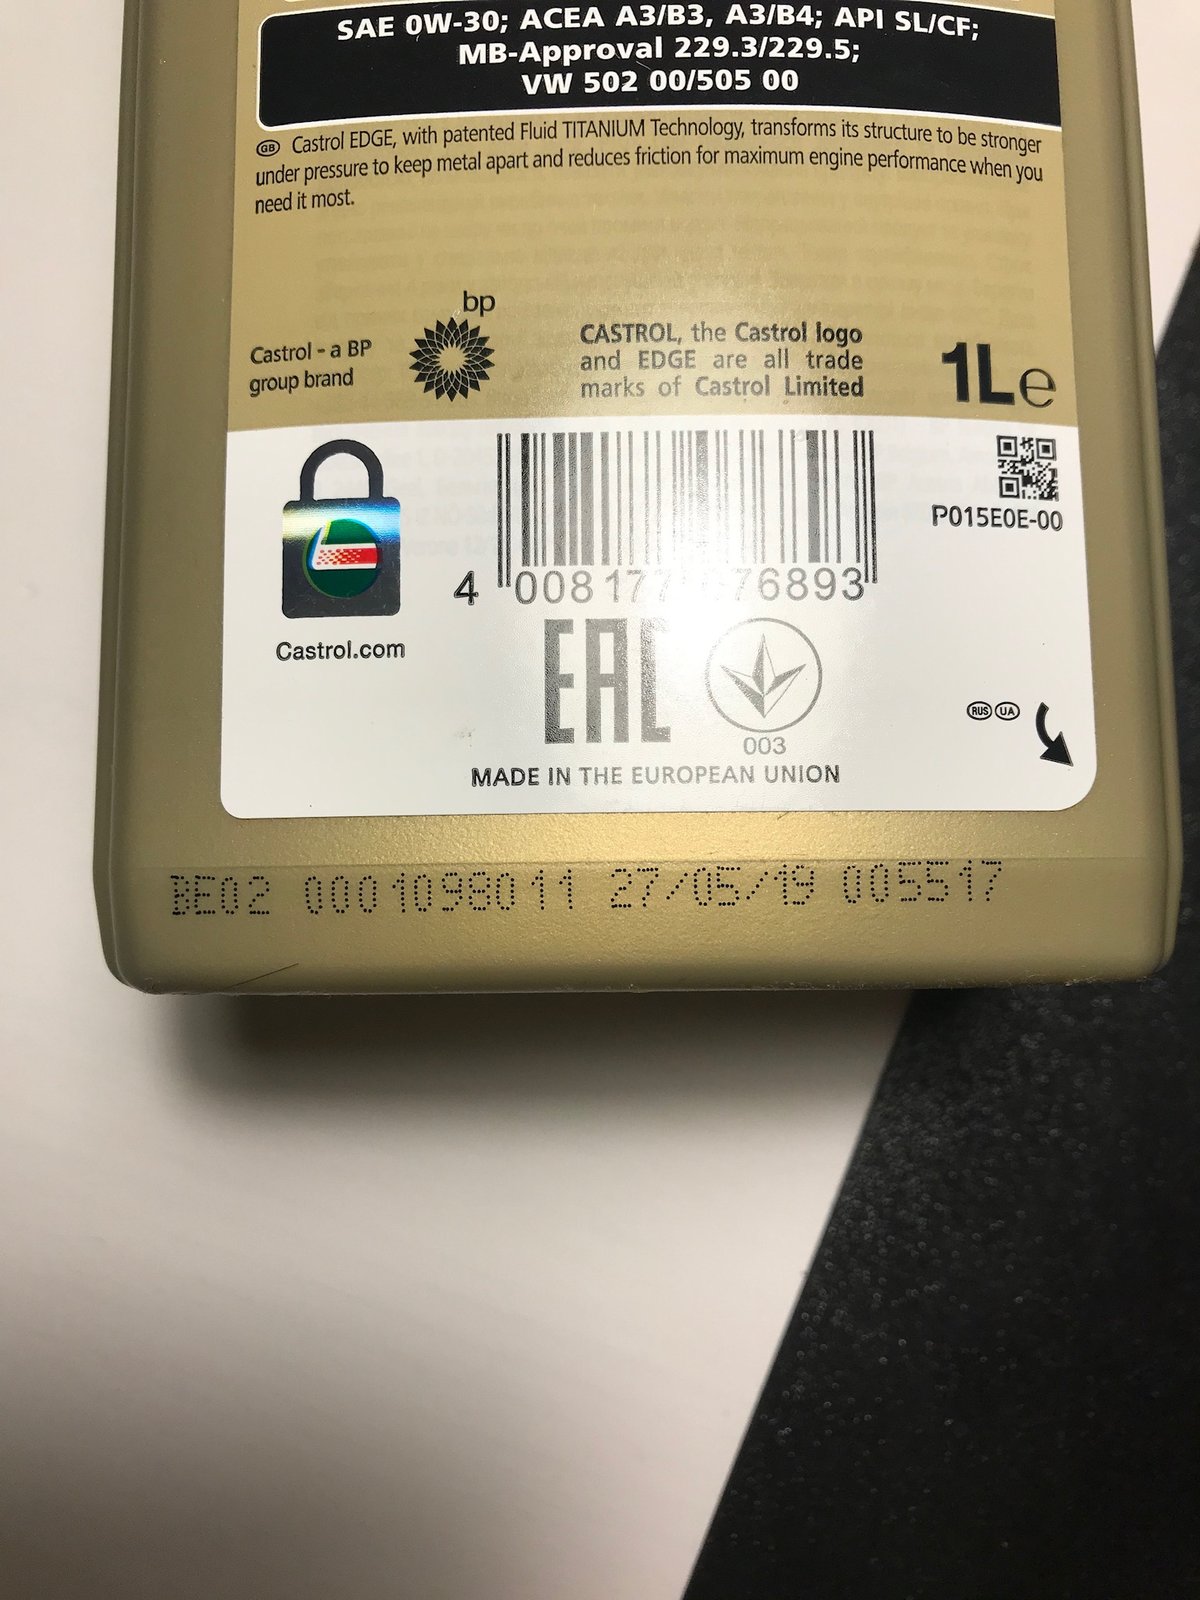 SAE 0W-30; ACEA A3/B3, A3/B4; API SL/CF;
MB-Approval 229.3/229.5;
VW 502 00/505 00
GB Castrol EDGE, with patented Fluid TITANIUM Technology, transforms its structure to be stronger
under pressure to keep metal apart and reduces friction for maximum engine performance when you
need it most.
bp
Castrol - a BP
group brand
CASTROL, the Castrol logo
and EDGE are all trade
marks of Castrol Limited
1L e
P015E0E-00
Castrol.com
EAC
003
RUS UA
MADE IN THE EUROPEAN UNION
BE02 0001098011 27/05/19 005517